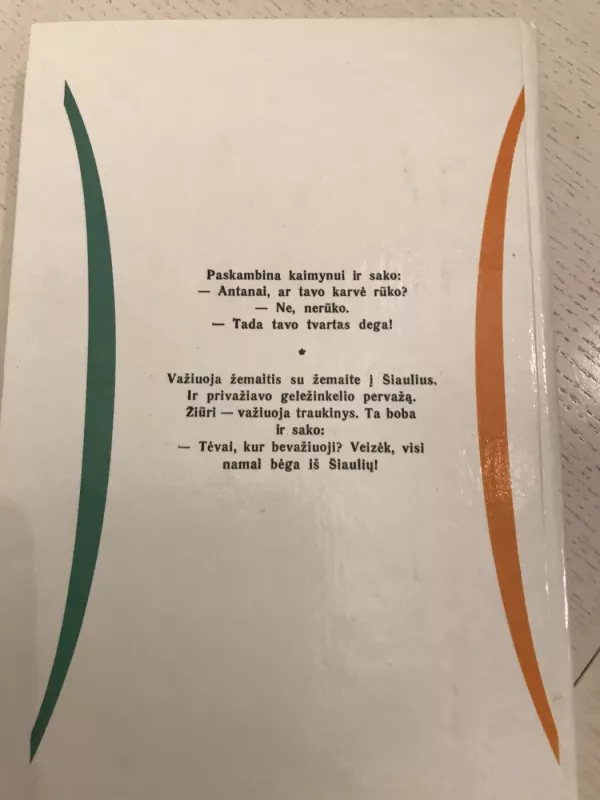 Paskambina kaimynui ir sako:
— Antanai, ar tavo karvė rūko?
— Ne, nerūko.
— Tada tavo tvartas dega!
*
Važiuoja žemaitis su žemaite į Šiaulius.
Ir privažiavo geležinkelio pervažą.
Žiūri — važiuoja traukinys. Ta boba
ir sako:
— Tėvai, kur bevažiuoji? Veizėk, visi
namai bėga iš Šiaulių!